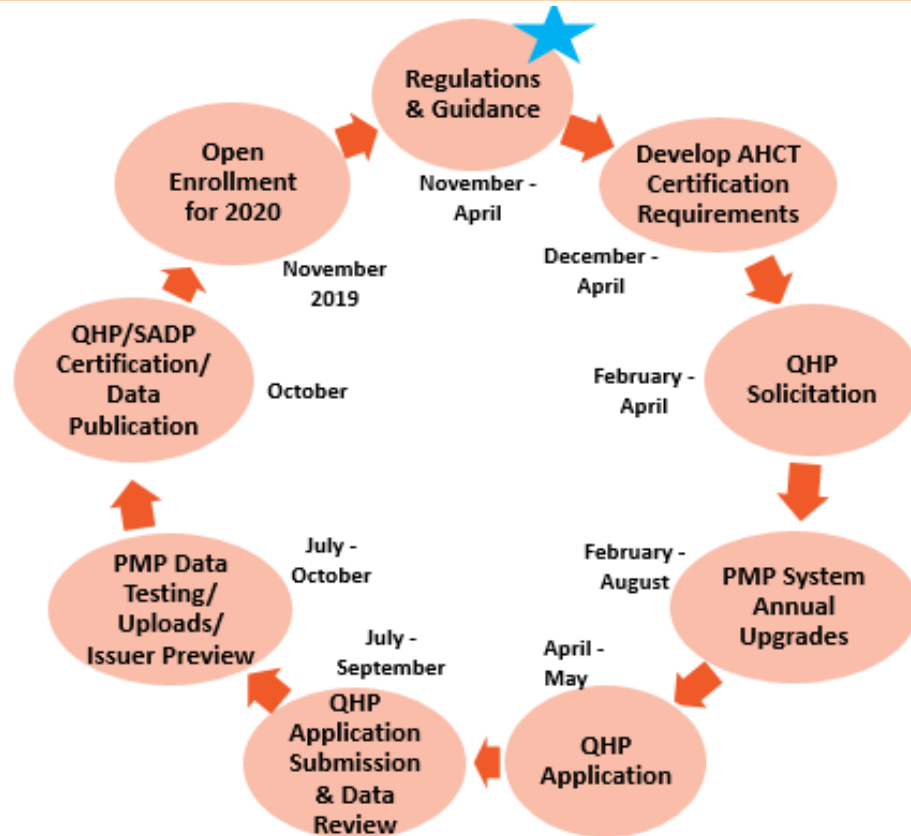 Regulations
& Guidance
November -
April
Develop AHCT
Certification
Requirements
December -
April
QHP
Solicitation
February -
April
PMP System
Annual
Upgrades
February -
August
QHP
Application
April -
May
QHP
Application
Submission
& Data
Review
July -
September
PMP Data
Testing/
Uploads/
Issuer Preview
July -
October
QHP/SADP
Certification/
Data
Publication
October
Open
Enrollment
for 2020
November
2019